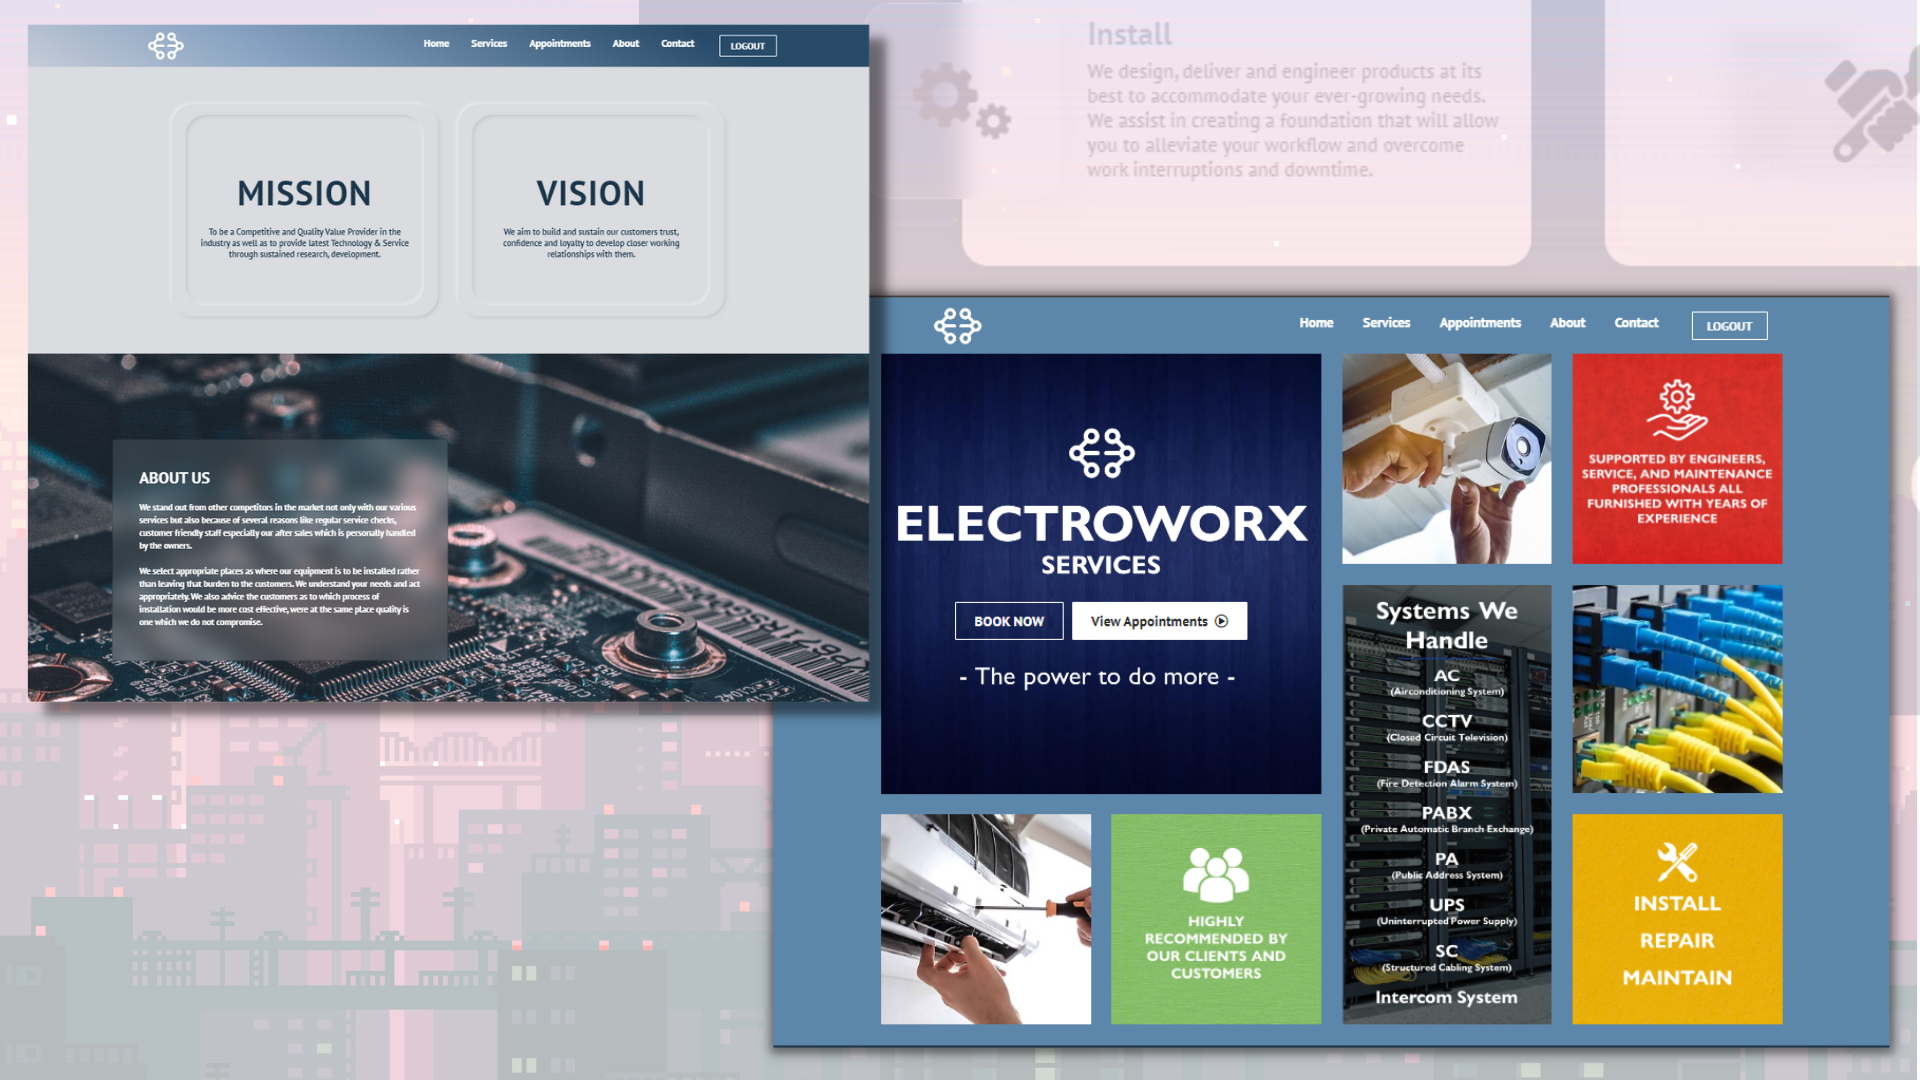 Home Services Appointments About Contact LOGOUT
MISSION
To be a Competitive and Quality Value Provider in the
industry as well as to provide latest Technology & Service
through sustained research, development.
VISION
We aim to build and sustain our customers trust,
confidence and loyalty to develop closer working
relationships with them.
ABOUT US
We stand out from other competitors in the market not only with our various
services but also because of several reasons like regular service checks,
customer friendly staff especially our after sales which is personally handled
by the owners.
We select appropriate places as where our equipment is to be installed rather
than leaving that burden to the customers. We understand your needs and act
appropriately. We also advice the customers as to which process of
installation would be more cost effective, were at the same place quality is
one which we do not compromise.
Install
We design, deliver and engineer products at its
best to accommodate your ever-growing needs.
We assist in creating a foundation that will allow
you to alleviate your workflow and overcome
work interruptions and downtime.
Home Services Appointments About Contact LOGOUT
ELECTROWORX
SERVICES
BOOK NOW View Appointments
- The power to do more -
SUPPORTED BY ENGINEERS,
SERVICE, AND MAINTENANCE
PROFESSIONALS ALL
FURNISHED WITH YEARS OF
EXPERIENCE
Systems We
Handle
AC
(Airconditioning System)
CCTV
(Closed Circuit Television)
FDAS
(Fire Detection Alarm System)
PABX
(Private Automatic Branch Exchange)
PA
(Public Address System)
UPS
(Uninterrupted Power Supply)
SC
(Structured Cabling System)
Intercom System
HIGHLY
RECOMMENDED BY
OUR CLIENTS AND
CUSTOMERS
INSTALL
REPAIR
MAINTAIN